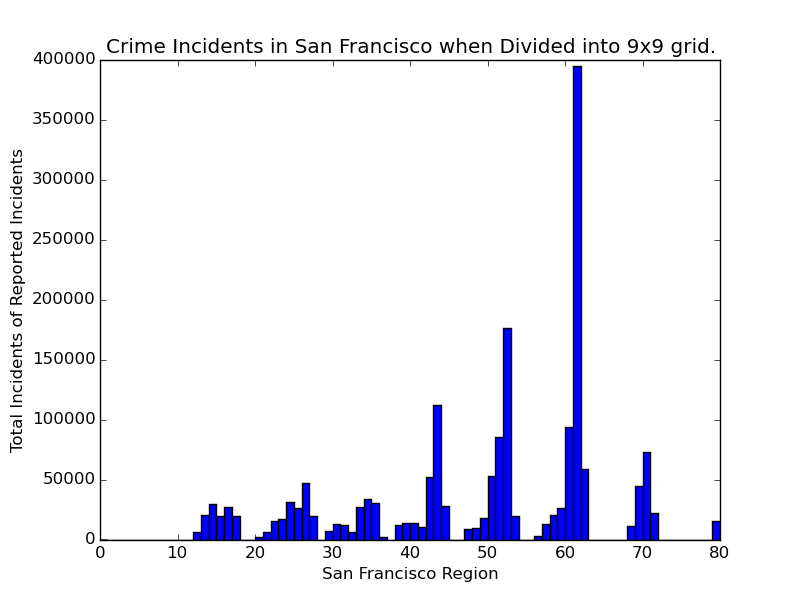 Crime Incidents in San Francisco when Divided into 9x9 grid.
400000
350000
300000
250000
200000
150000
100000
50000
0
Total Incidents of Reported Incidents
0 10 20 30 40 50 60 70 80
San Francisco Region